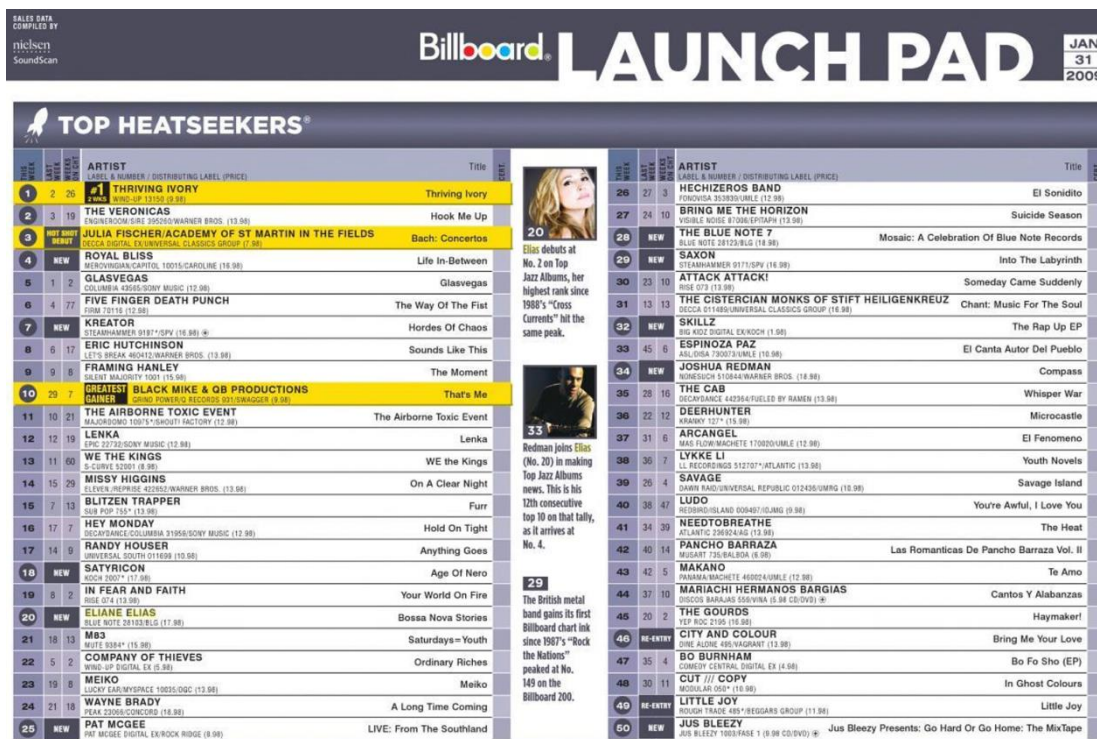 SALES DATA
COMPILED BY
nielsen
SoundScan
Billboard® LAUNCH PAD
JAN
31
2009
TOP HEATSEEKERS®
THIS WEEK LAST WEEK WEEKS ON CHT ARTIST Title CERT.
LABEL & NUMBER / DISTRIBUTING LABEL (PRICE)
1 2 26 #1 2 WKS THRIVING IVORY Thriving Ivory
WIND-UP 13150 (9.98)
2 3 19 THE VERONICAS Hook Me Up
ENGINEROOM/SIRE 395260/WARNER BROS. (13.98)
3 HOT SHOT DEBUT JULIA FISCHER/ACADEMY OF ST MARTIN IN THE FIELDS Bach: Concertos
DECCA DIGITAL EX/UNIVERSAL CLASSICS GROUP (7.98)
4 NEW ROYAL BLISS Life In-Between
MEROVINGIAN/CAPITOL 10015/CAROLINE (16.98)
5 1 2 GLASVEGAS Glasvegas
COLUMBIA 43505/SONY MUSIC (12.98)
6 4 77 FIVE FINGER DEATH PUNCH The Way Of The Fist
FIRM 70116 (12.98)
7 NEW KREATOR Hordes Of Chaos
STEAMHAMMER 9197*/SPV (16.98)
8 6 17 ERIC HUTCHINSON Sounds Like This
LET'S BREAK 460412/WARNER BROS. (13.98)
9 9 8 FRAMING HANLEY The Moment
SILENT MAJORITY 1001 (15.98)
10 29 7 GREATEST GAINER BLACK MIKE & QB PRODUCTIONS That's Me
GRIND POWER/Q RECORDS 931/SWAGGER (9.98)
11 10 21 THE AIRBORNE TOXIC EVENT The Airborne Toxic Event
MAJORDOMO 10975*/SHOUT! FACTORY (12.98)
12 12 19 LENKA Lenka
EPIC 22732/SONY MUSIC (12.98)
13 11 60 WE THE KINGS WE the Kings
S-CURVE 52001 (8.98)
14 15 29 MISSY HIGGINS On A Clear Night
ELEVEN./REPRISE 422652/WARNER BROS. (13.98)
15 7 13 BLITZEN TRAPPER Furr
SUB POP 755* (13.98)
16 17 7 HEY MONDAY Hold On Tight
DECAYDANCE/COLUMBIA 31959/SONY MUSIC (12.98)
17 14 9 RANDY HOUSER Anything Goes
UNIVERSAL SOUTH 011699 (10.98)
18 NEW SATYRICON Age Of Nero
KOCH 2007* (17.98)
19 8 2 IN FEAR AND FAITH Your World On Fire
RISE 074 (13.98)
20 NEW ELIANE ELIAS Bossa Nova Stories
BLUE NOTE 28103/BLG (17.98)
21 18 13 M83 Saturdays=Youth
MUTE 9384* (15.98)
22 5 2 COMPANY OF THIEVES Ordinary Riches
WIND-UP DIGITAL EX (5.98)
23 19 8 MEIKO Meiko
LUCKY EAR/MYSPACE 10035/OGC (13.98)
24 21 18 WAYNE BRADY A Long Time Coming
PEAK 23066/CONCORD (18.98)
25 NEW PAT MCGEE LIVE: From The Southland
PAT MCGEE DIGITAL EX/ROCK RIDGE (9.98)
20
Elias debuts at
No. 2 on Top
Jazz Albums, her
highest rank since
1988's "Cross
Currents" hit the
same peak.
33
Redman joins Elias
(No. 20) in making
Top Jazz Albums
news. This is his
12th consecutive
top 10 on that tally,
as it arrives at
No. 4.
29
The British metal
band gains its first
Billboard chart ink
since 1987's "Rock
the Nations"
peaked at No.
149 on the
Billboard 200.
THIS WEEK LAST WEEK WEEKS ON CHT ARTIST Title
LABEL & NUMBER / DISTRIBUTING LABEL (PRICE)
26 27 3 HECHIZEROS BAND El Sonidito
FONOVISA 353839/UMLE (12.98)
27 24 10 BRING ME THE HORIZON Suicide Season
VISIBLE NOISE 87006/EPITAPH (13.98)
28 NEW THE BLUE NOTE 7 Mosaic: A Celebration Of Blue Note Records
BLUE NOTE 28123/BLG (18.98)
29 NEW SAXON Into The Labyrinth
STEAMHAMMER 9171/SPV (16.98)
30 23 10 ATTACK ATTACK! Someday Came Suddenly
RISE 073 (13.98)
31 13 13 THE CISTERCIAN MONKS OF STIFT HEILIGENKREUZ Chant: Music For The Soul
DECCA 011489/UNIVERSAL CLASSICS GROUP (16.98)
32 NEW SKILLZ The Rap Up EP
BIG KIDZ DIGITAL EX/KOCH (1.98)
33 45 6 ESPINOZA PAZ El Canta Autor Del Pueblo
ASL/DISA 730073/UMLE (10.98)
34 NEW JOSHUA REDMAN Compass
NONESUCH 510844/WARNER BROS. (18.98)
35 28 16 THE CAB Whisper War
DECAYDANCE 442364/FUELED BY RAMEN (13.98)
36 22 12 DEERHUNTER Microcastle
KRANKY 127* (15.98)
37 31 6 ARCANGEL El Fenomeno
MAS FLOW/MACHETE 170020/UMLE (12.98)
38 36 7 LYKKE LI Youth Novels
LL RECORDINGS 512707*/ATLANTIC (13.98)
39 26 4 SAVAGE Savage Island
DAWN RAID/UNIVERSAL REPUBLIC 012436/UMRG (10.98)
40 38 47 LUDO You're Awful, I Love You
REDBIRD/ISLAND 009497/IDJMG (9.98)
41 34 39 NEEDTOBREATHE The Heat
ATLANTIC 236924/AG (13.98)
42 40 14 PANCHO BARRAZA Las Romanticas De Pancho Barraza Vol. II
MUSART 735/BALBOA (6.98)
43 42 5 MAKANO Te Amo
PANAMA/MACHETE 460024/UMLE (12.98)
44 37 10 MARIACHI HERMANOS BARGIAS Cantos Y Alabanzas
DISCOS BARAJAS 559/VINA (5.98 CD/DVD)
45 20 2 THE GOURDS Haymaker!
YEP ROC 2195 (16.98)
46 RE-ENTRY CITY AND COLOUR Bring Me Your Love
DINE ALONE 495/VAGRANT (13.98)
47 35 4 BO BURNHAM Bo Fo Sho (EP)
COMEDY CENTRAL DIGITAL EX (4.98)
48 30 11 CUT /// COPY In Ghost Colours
MODULAR 050* (10.98)
49 RE-ENTRY LITTLE JOY Little Joy
ROUGH TRADE 485*/BEGGARS GROUP (11.98)
50 NEW JUS BLEEZY Jus Bleezy Presents: Go Hard Or Go Home: The MixTape
JUS BLEEZY 1003/FASE 1 (9.98 CD/DVD)